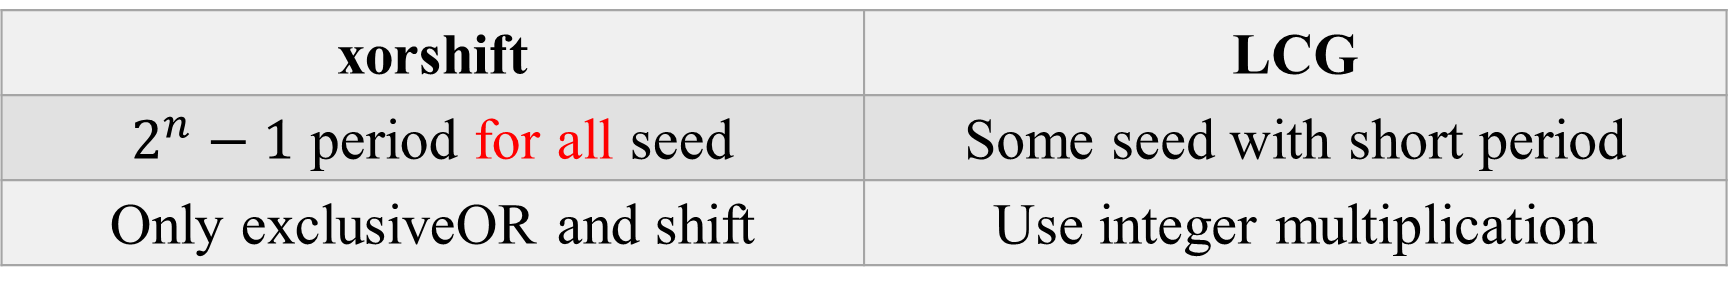 xorshift LCG
2ⁿ − 1 period for all seed Some seed with short period
Only exclusiveOR and shift Use integer multiplication